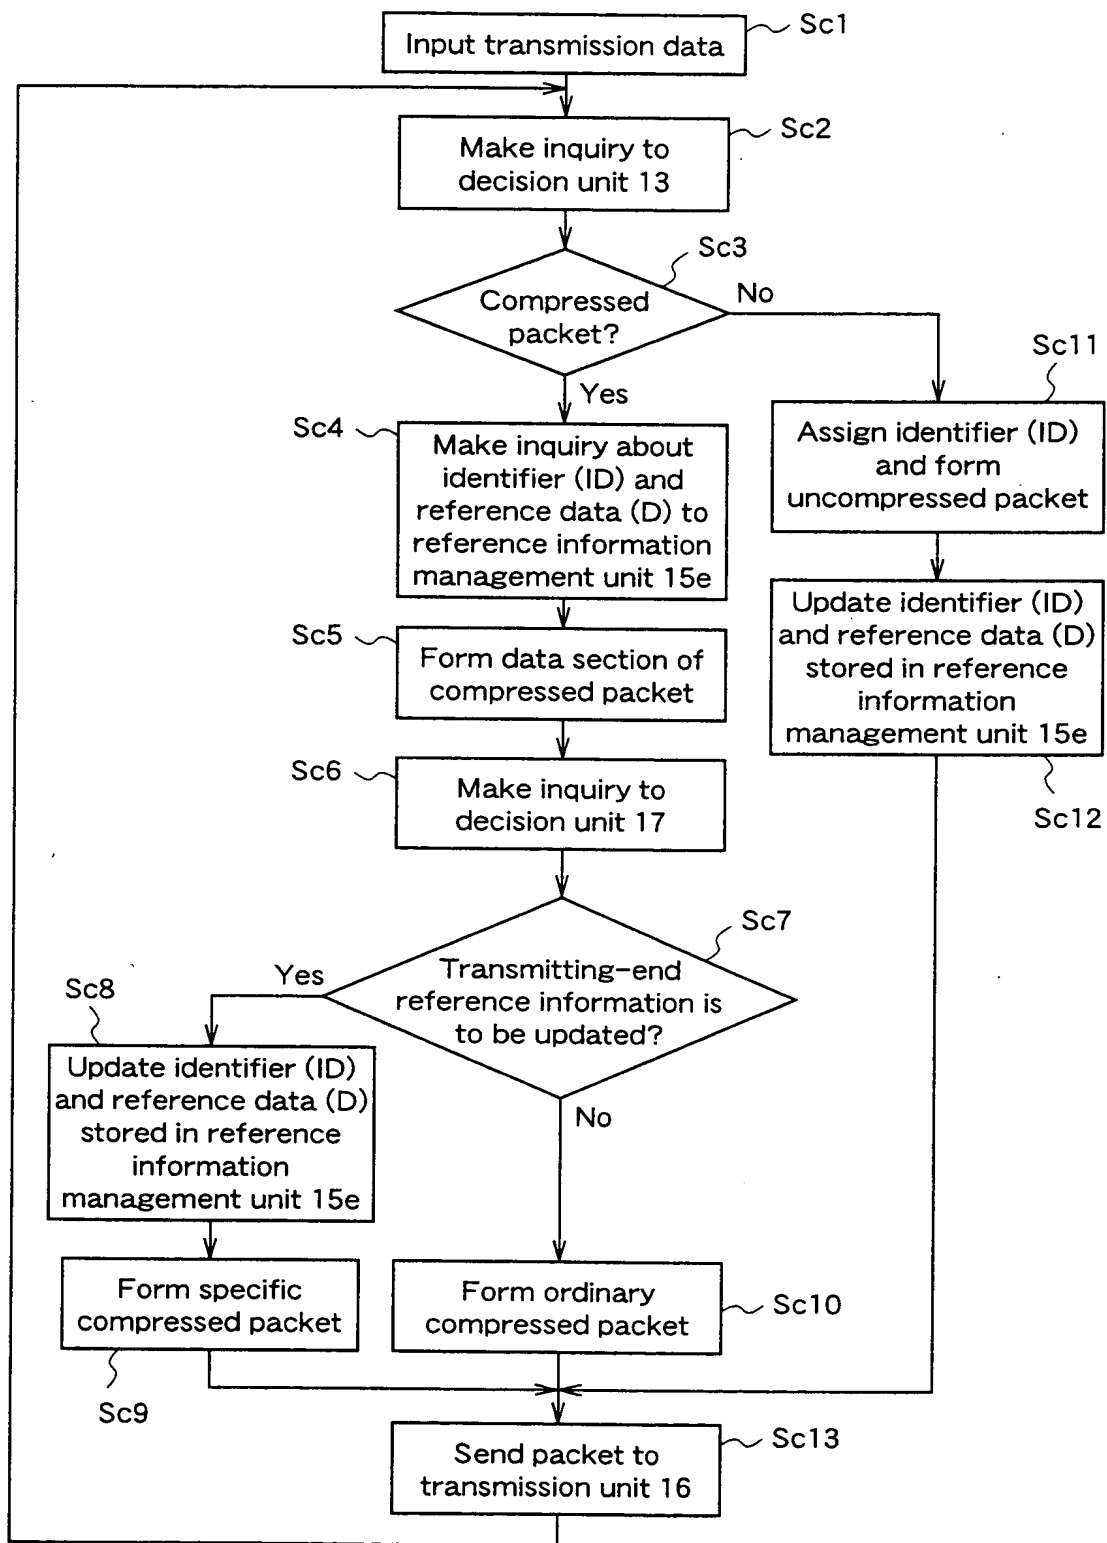 Sc1
Input transmission data
Sc2
Make inquiry to
decision unit 13
Sc3
Compressed
packet?
No
Yes
Sc11
Assign identifier (ID)
and form
uncompressed packet
Sc4
Make inquiry about
identifier (ID) and
reference data (D) to
reference information
management unit 15e
Update identifier (ID)
and reference data (D)
stored in reference
information
management unit 15e
Sc12
Sc5
Form data section of
compressed packet
Sc6
Make inquiry to
decision unit 17
Sc7
Transmitting-end
reference information is
to be updated?
Yes
No
Sc8
Update identifier (ID)
and reference data (D)
stored in reference
information
management unit 15e
Form specific
compressed packet
Sc9
Form ordinary
compressed packet
Sc10
Sc13
Send packet to
transmission unit 16